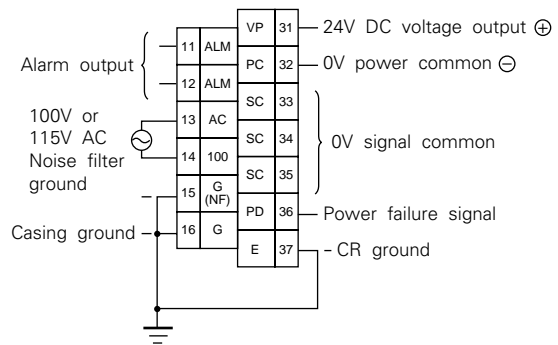 VP 31 24V DC voltage output ⊕
11 ALM
Alarm output
PC 32 0V power common ⊖
12 ALM
SC 33
100V or
115V AC
Noise filter
ground
13 AC
SC 34 0V signal common
14 100
SC 35
15 G
(NF)
PD 36 Power failure signal
Casing ground
16 G
E 37 CR ground